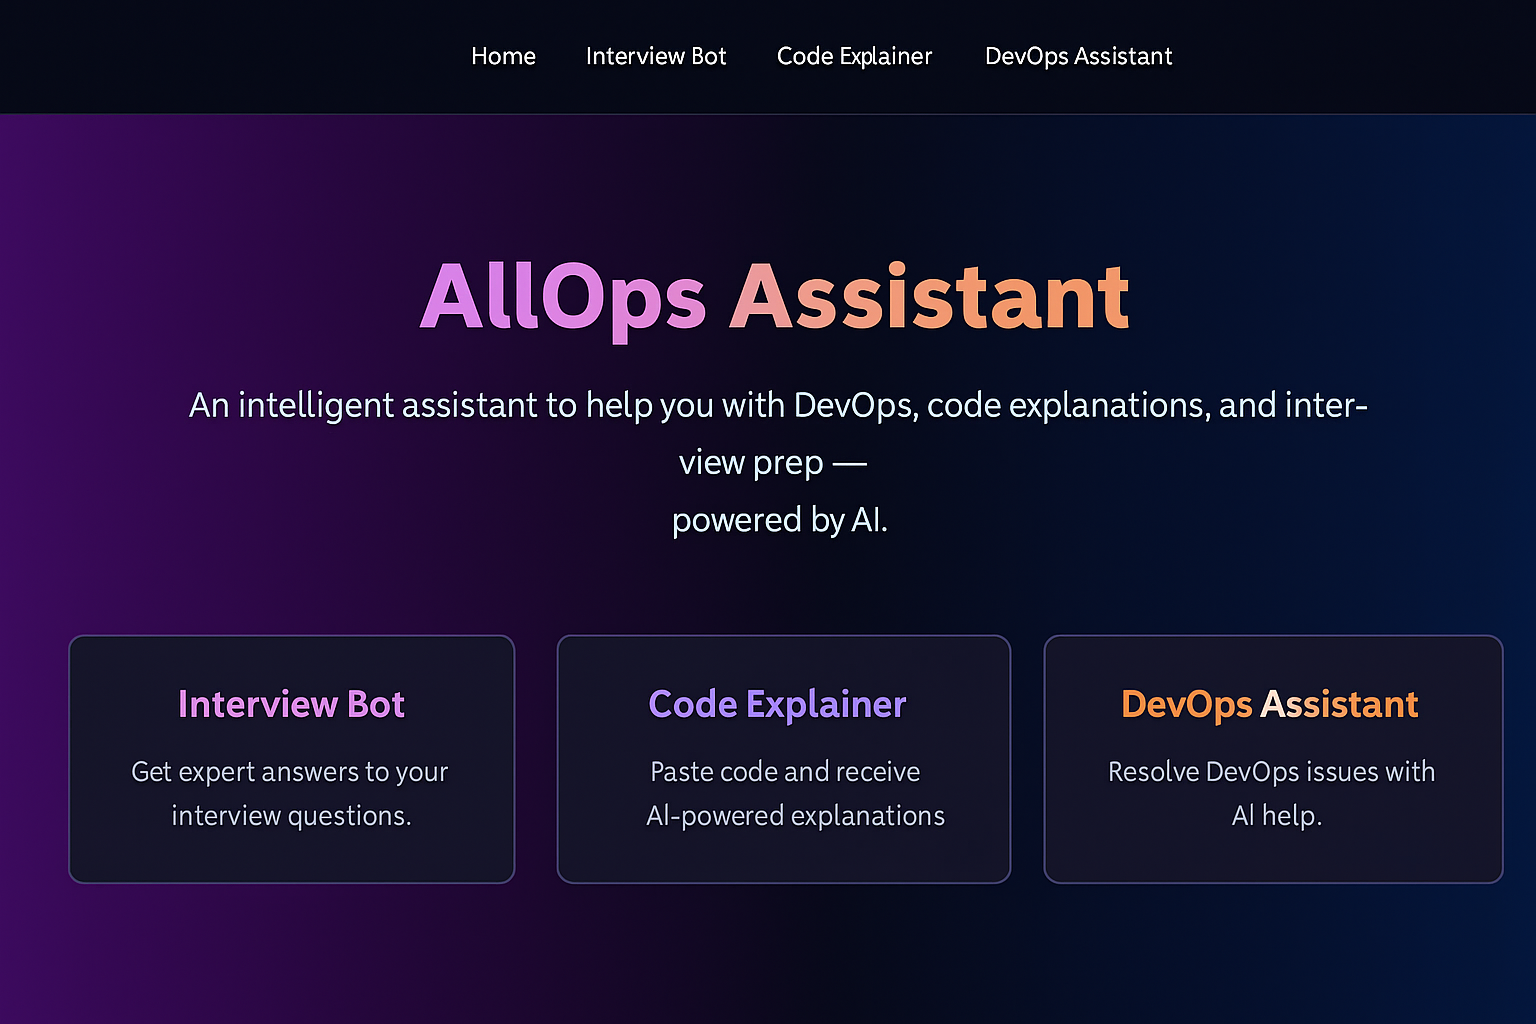 Home Interview Bot Code Explainer DevOps Assistant
AllOps Assistant
An intelligent assistant to help you with DevOps, code explanations, and inter-
view prep —
powered by AI.
Interview Bot
Get expert answers to your
interview questions.
Code Explainer
Paste code and receive
AI-powered explanations
DevOps Assistant
Resolve DevOps issues with
AI help.